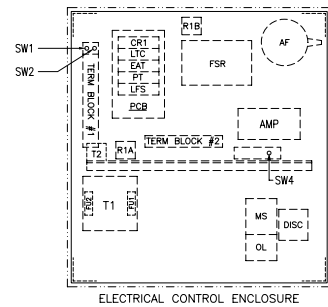 SW1
SW2
TERM BLOCK #1
CR1
LTC
EAT
PT
LFS
PCB
R1B
FSR
AF
AMP
TERM BLOCK #2
T2
R1A
SW4
FU2
T1
FU1
MS
OL
DISC
ELECTRICAL CONTROL ENCLOSURE